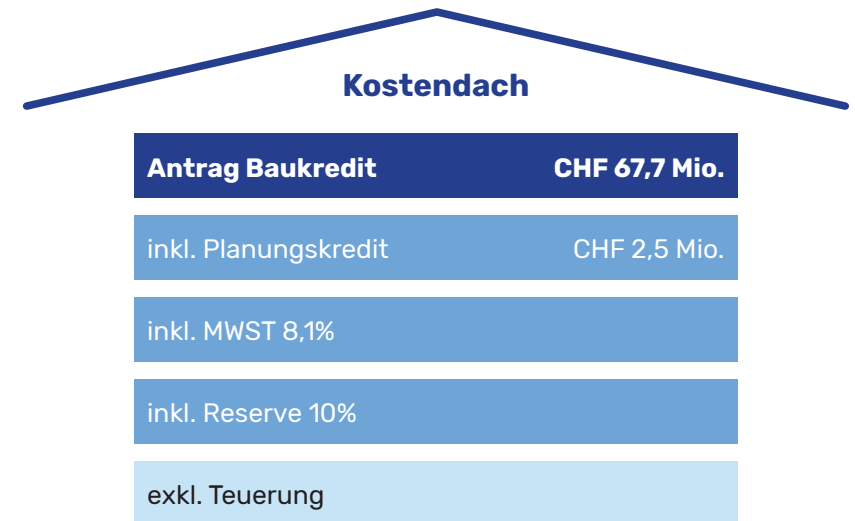 Kostendach
Antrag Baukredit CHF 67,7 Mio.
inkl. Planungskredit CHF 2,5 Mio.
inkl. MWST 8,1%
inkl. Reserve 10%
exkl. Teuerung